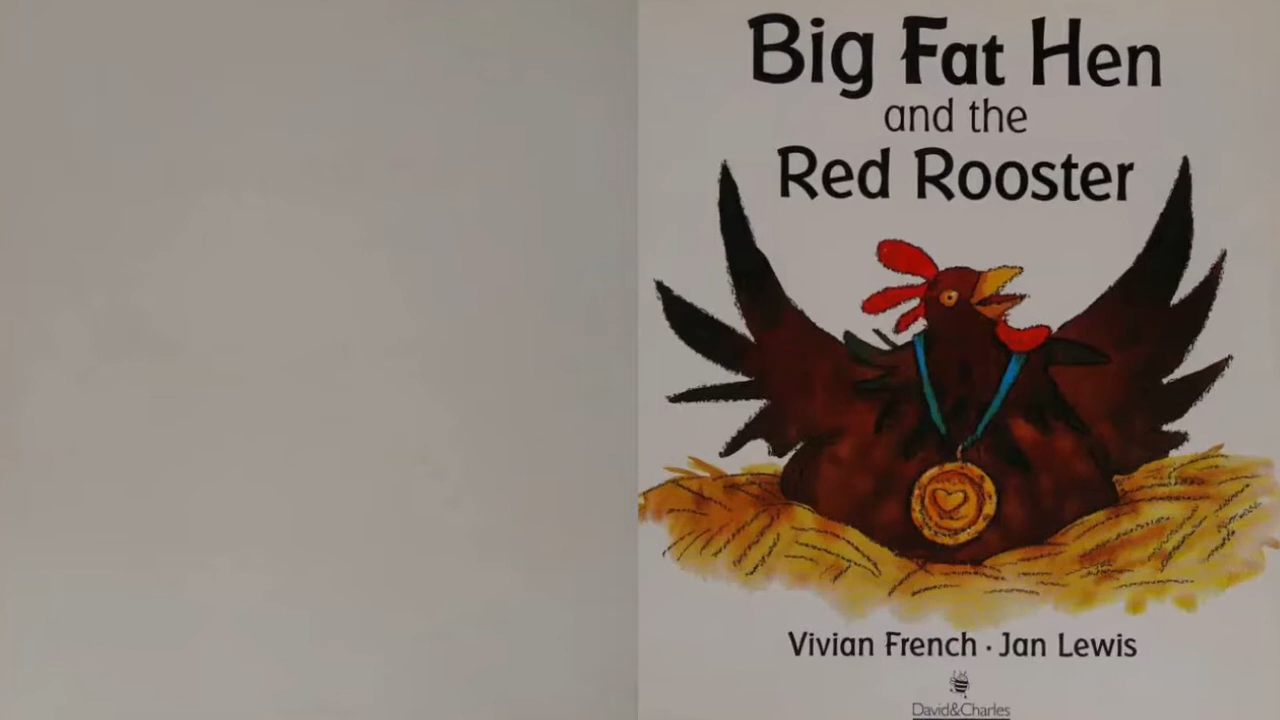 Big Fat Hen
and the
Red Rooster
Vivian French · Jan Lewis
David&Charles